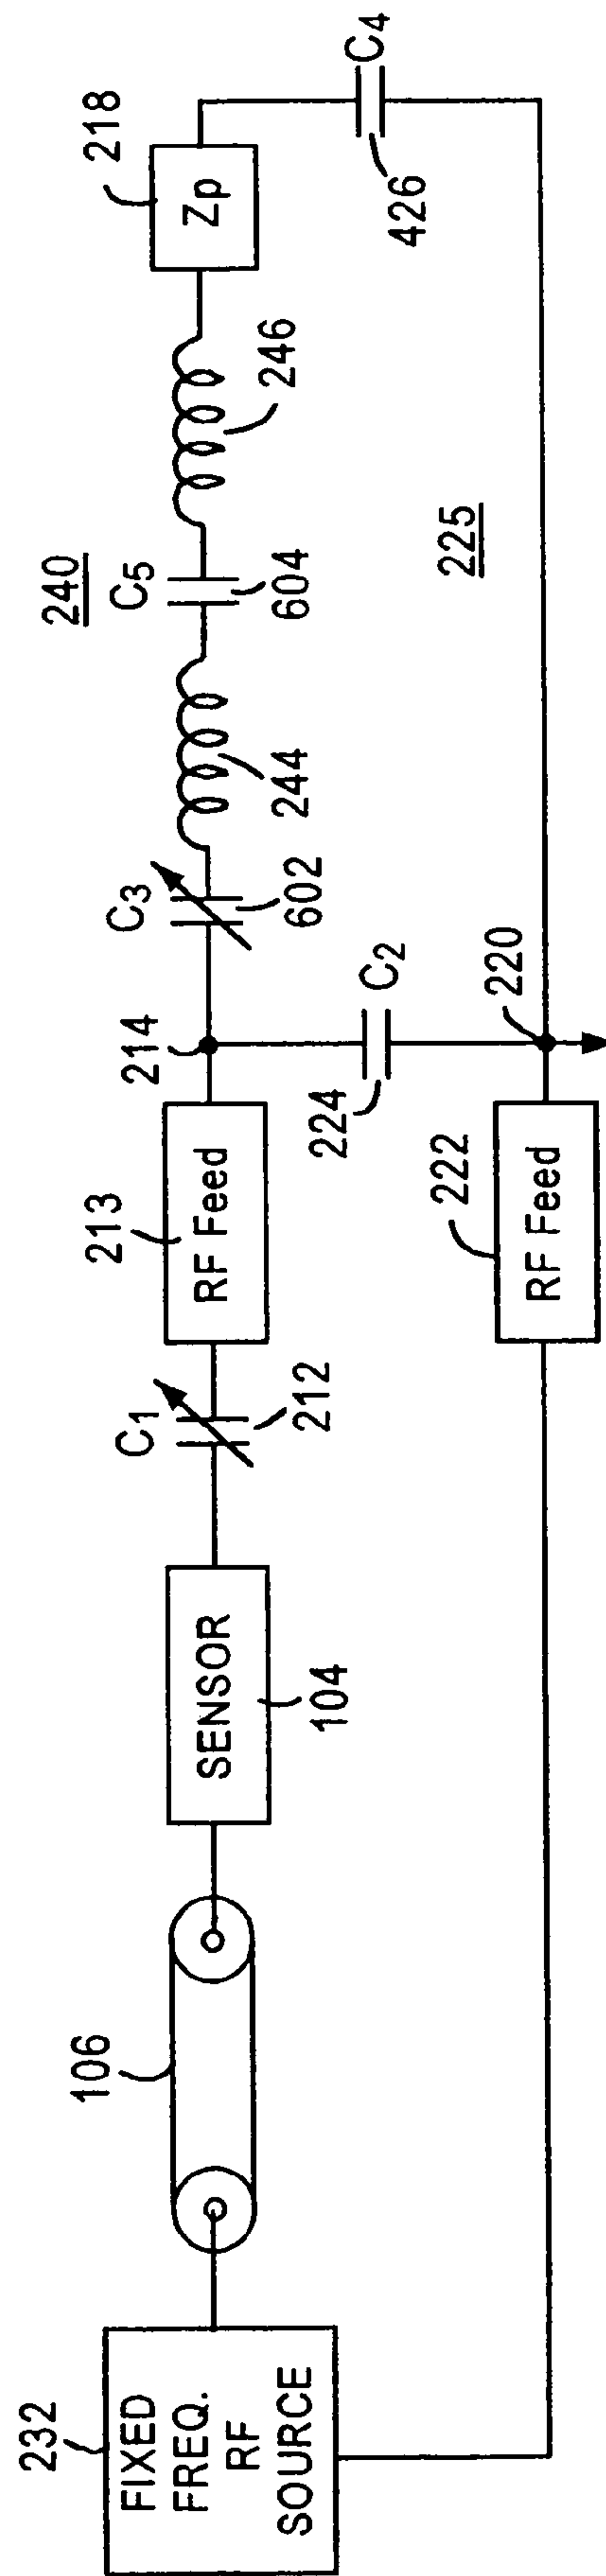 232
FIXED
FREQ.
RF
SOURCE
106
SENSOR
104
C1
212
213
RF Feed
214
C3
602
244
240
C5
604
246
218
Zp
C4
426
224
C2
225
222
RF Feed
220